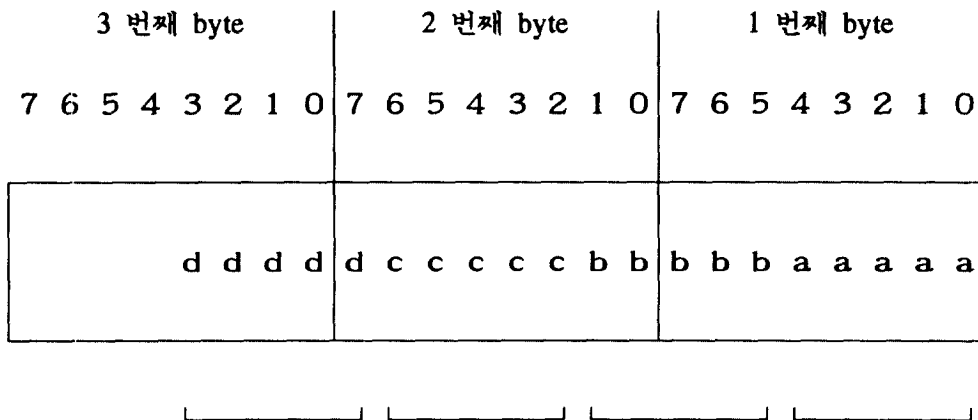 3 번째 byte 2 번째 byte 1 번째 byte
7 6 5 4 3 2 1 0 7 6 5 4 3 2 1 0 7 6 5 4 3 2 1 0
d d d d d c c c c c b b b b b a a a a a